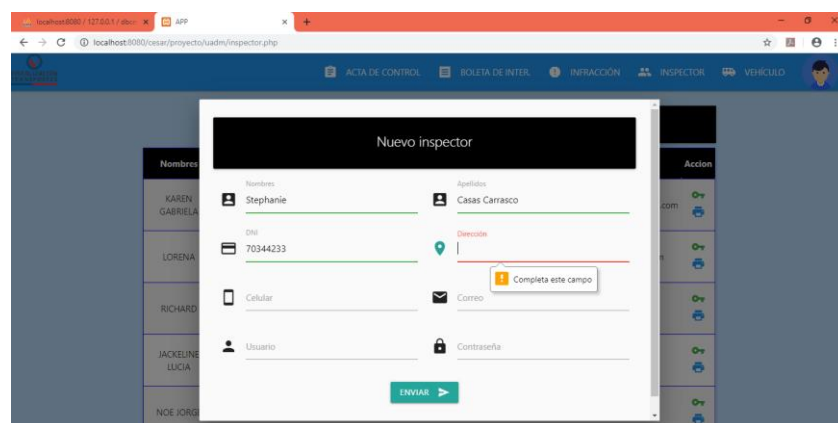 localhost:8080 / 127.0.0.1 /
APP
localhost:8080/cesar/proyecto/uadm/inspector.php
ACTA DE CONTROL BOLETA DE INTER. INFRACCIÓN INSPECTOR VEHÍCULO
Nuevo inspector
Nombres Accion
Nombres Apellidos
Stephanie Casas Carrasco
KAREN GABRIELA
.com
DNI Dirección
70344233
LORENA
Completa este campo
Celular Correo
RICHARD
Usuario Contraseña
JACKELINE
LUCIA
ENVIAR
NOE JORGE